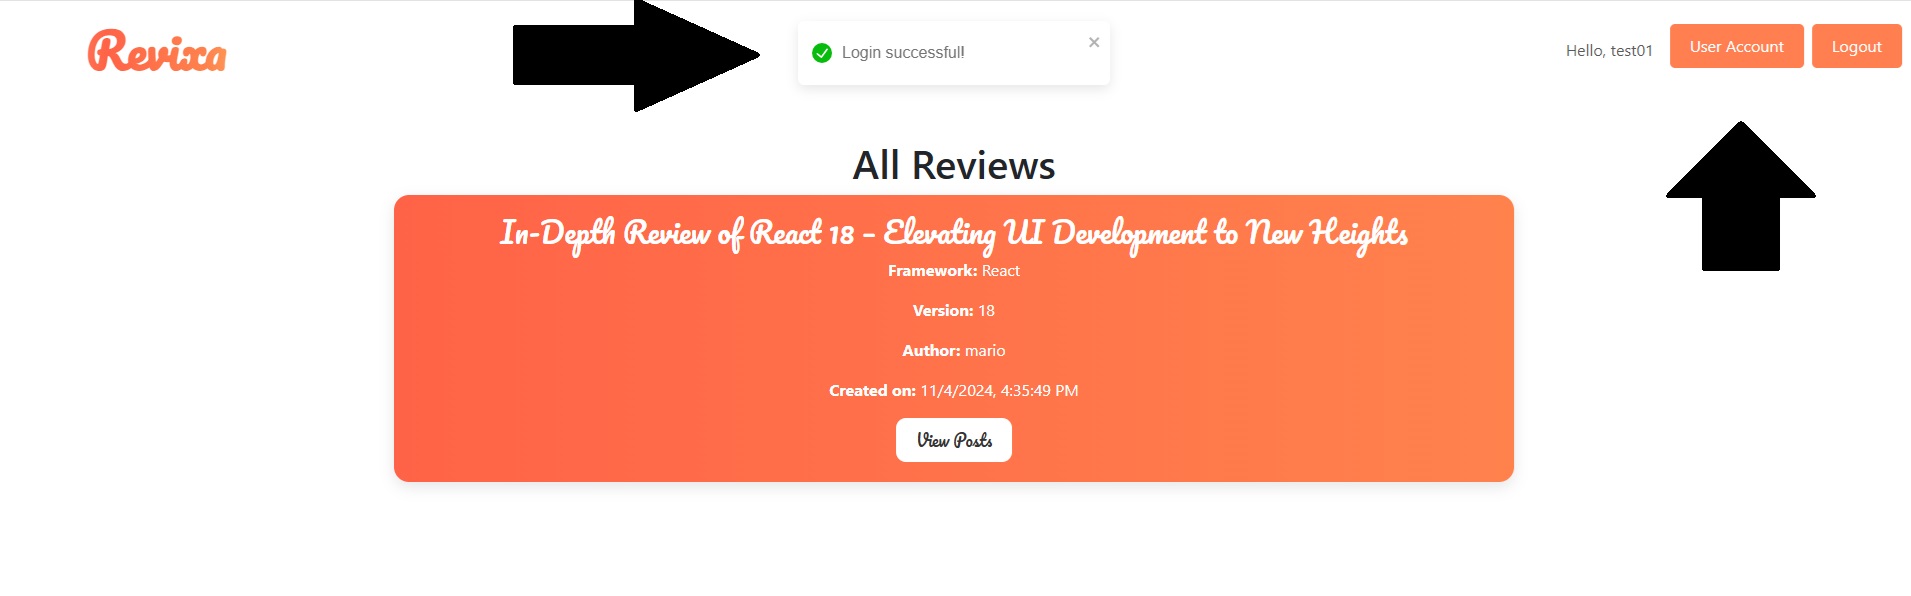 Revixa
Login successful!
Hello, test01
User Account
Logout
All Reviews
In-Depth Review of React 18 – Elevating UI Development to New Heights
Framework: React
Version: 18
Author: mario
Created on: 11/4/2024, 4:35:49 PM
View Posts